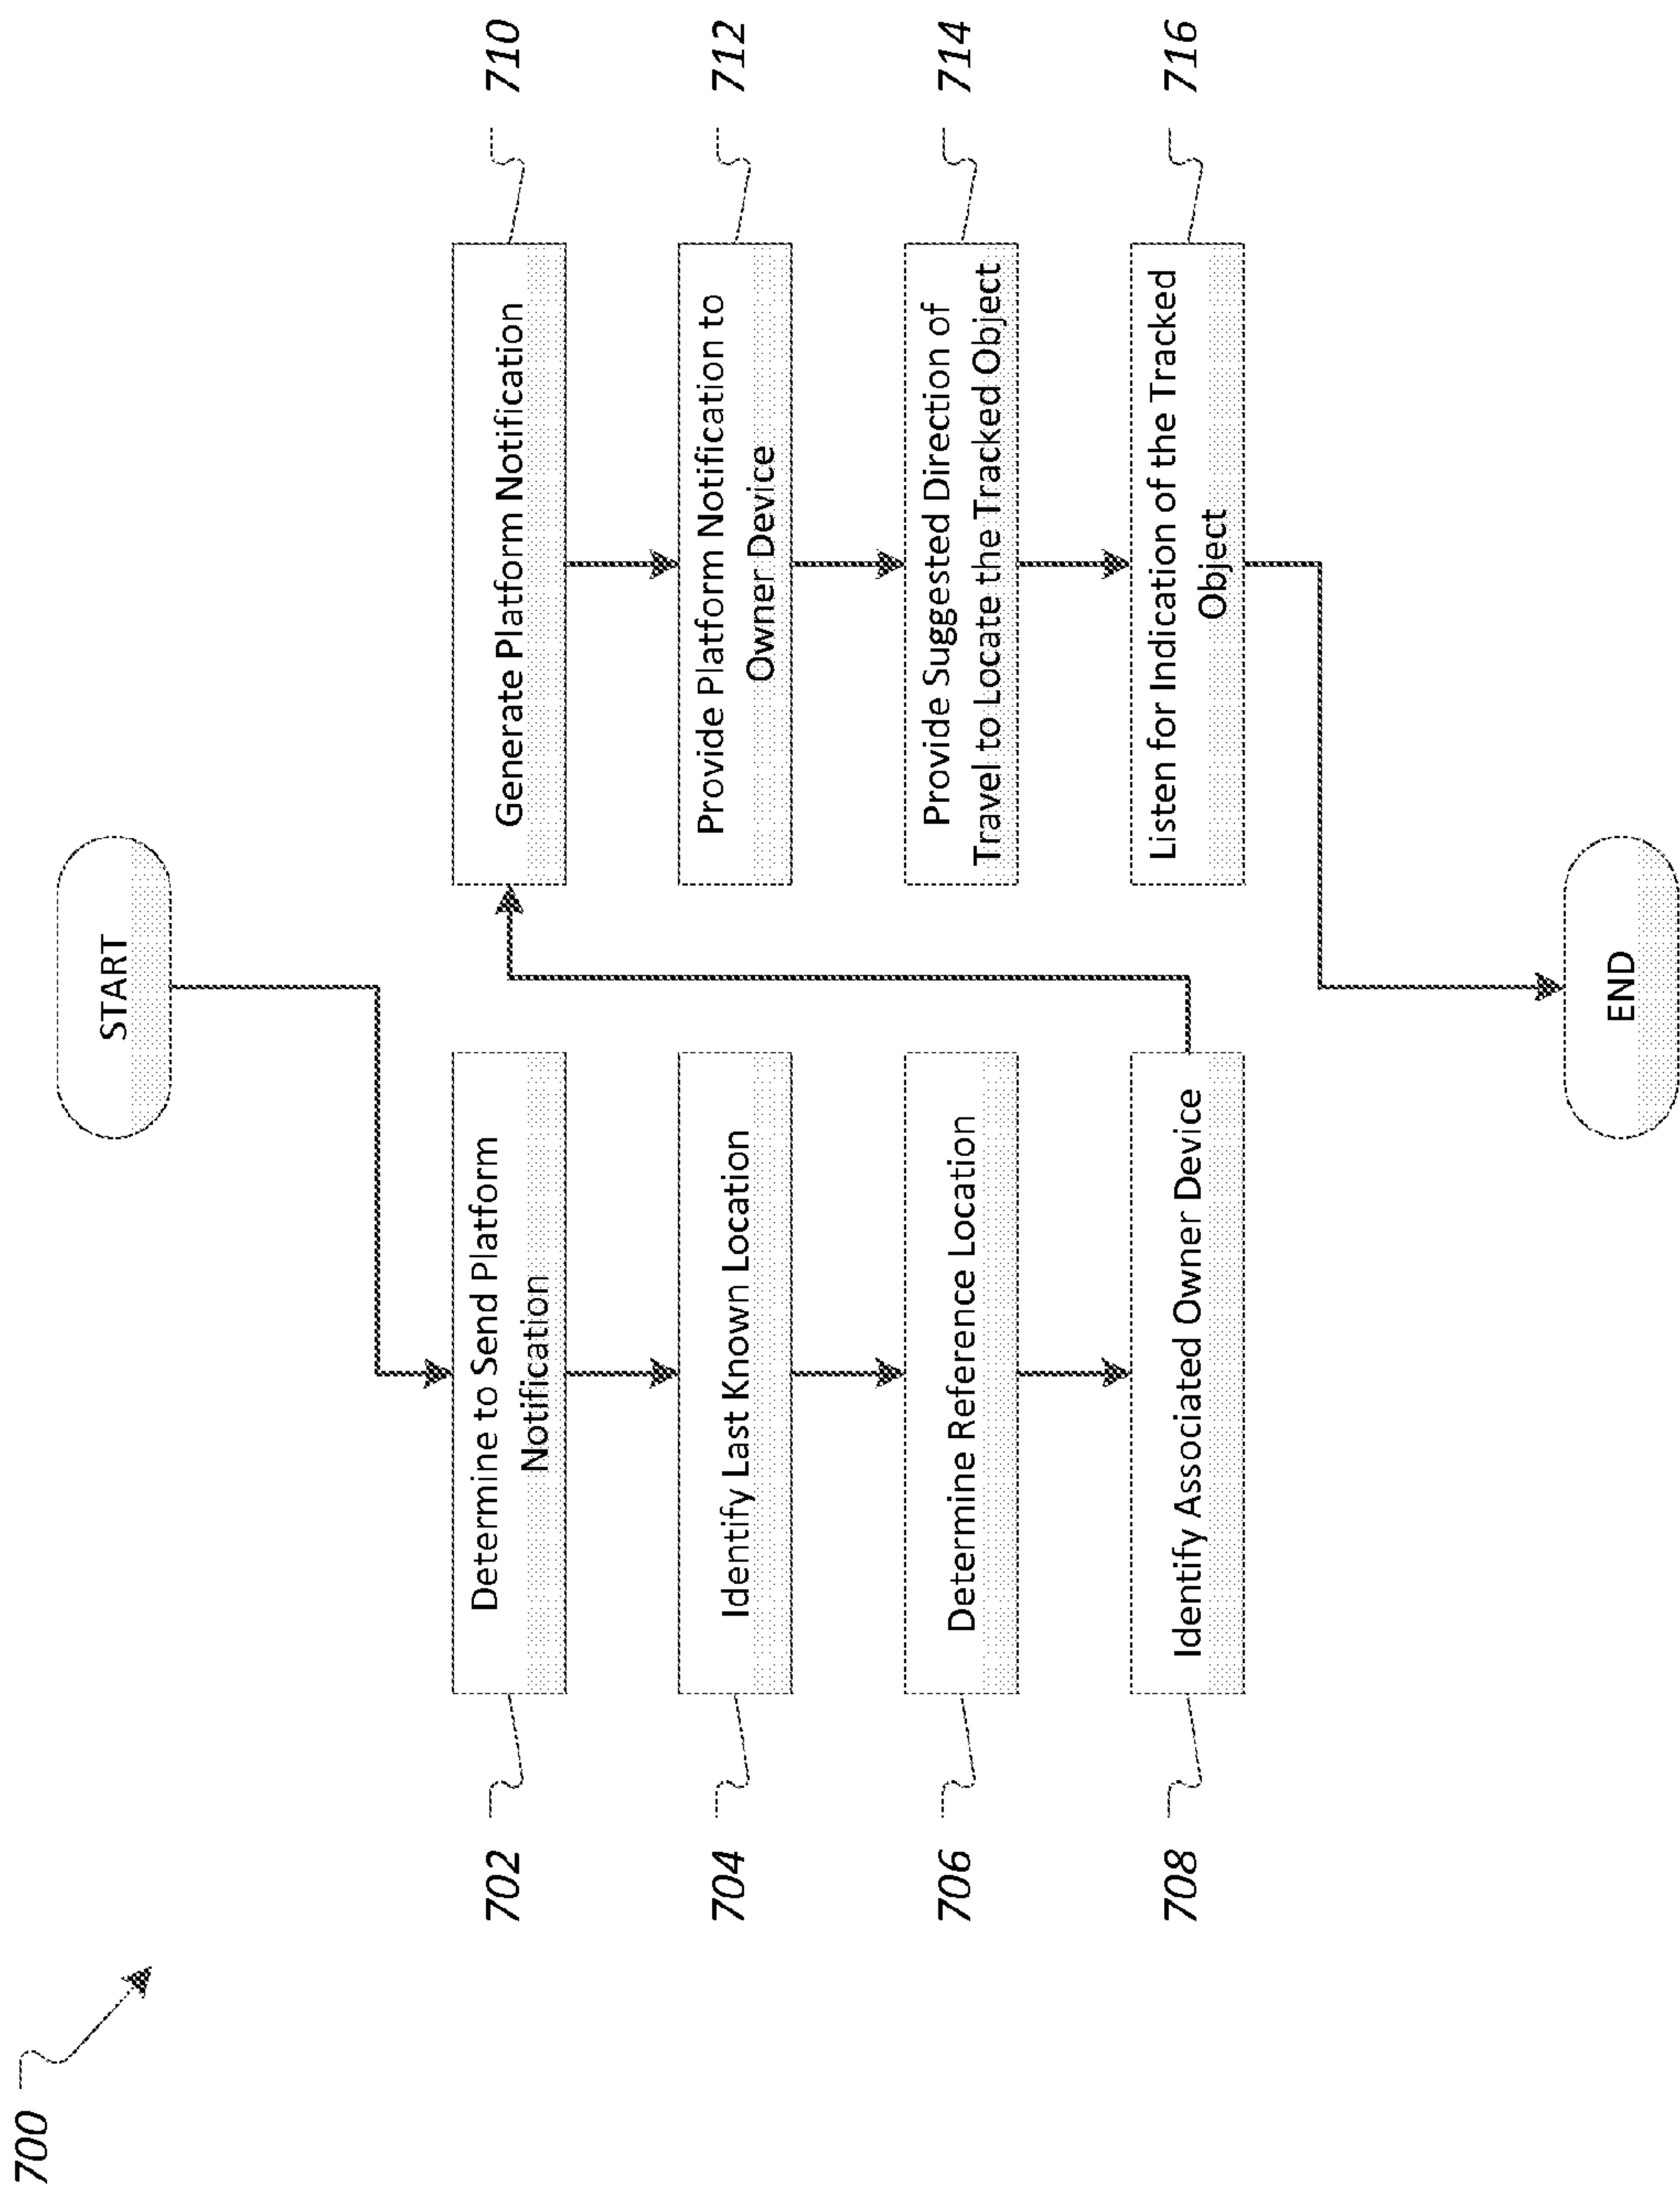 700
START
702
Determine to Send Platform
Notification
704
Identify Last Known Location
706
Determine Reference Location
708
Identify Associated Owner Device
710
Generate Platform Notification
712
Provide Platform Notification to
Owner Device
714
Provide Suggested Direction of
Travel to Locate the Tracked Object
716
Listen for Indication of the Tracked
Object
END